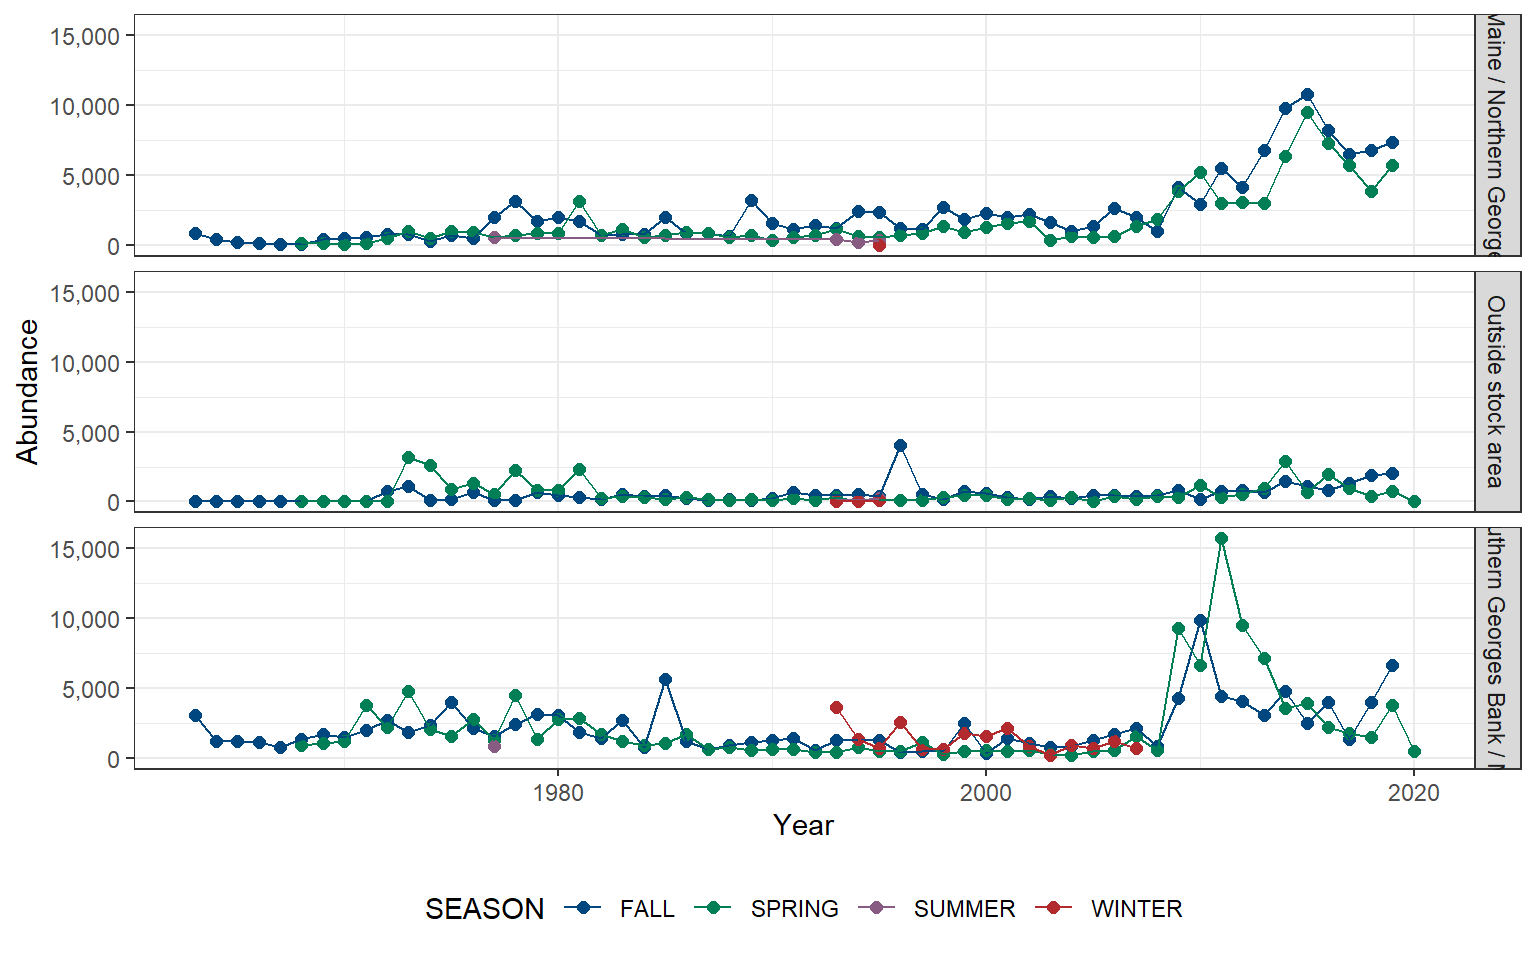 15,000
10,000
5,000
0
Maine / Northern George
15,000
10,000
5,000
0
Outside stock area
15,000
10,000
5,000
0
uthern Georges Bank /
Abundance
1980 2000 2020
Year
SEASON FALL SPRING SUMMER WINTER